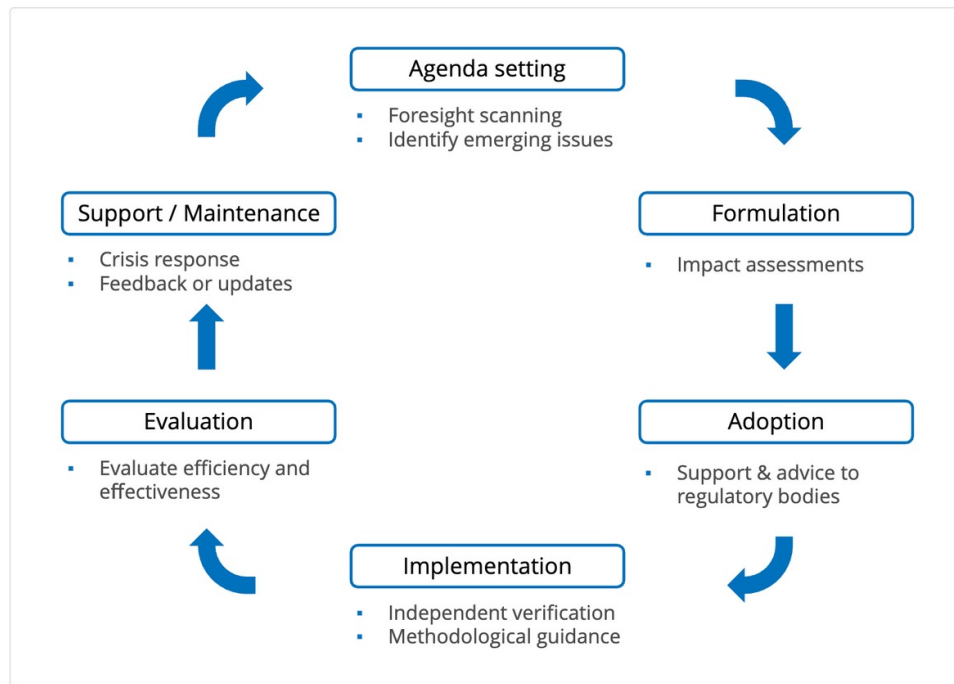 Agenda setting
▪ Foresight scanning
▪ Identify emerging issues
Support / Maintenance
▪ Crisis response
▪ Feedback or updates
Formulation
▪ Impact assessments
Evaluation
▪ Evaluate efficiency and
effectiveness
Adoption
▪ Support & advice to
regulatory bodies
Implementation
▪ Independent verification
▪ Methodological guidance